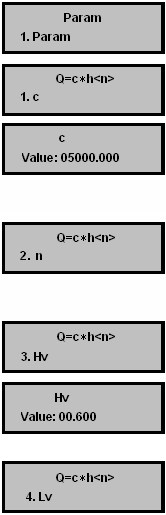 Param
1. Param
Q=c*h<n>
1. c
c
Value: 05000.000
Q=c*h<n>
2. n
Q=c*h<n>
3. Hv
Hv
Value: 00.600
Q=c*h<n>
4. Lv